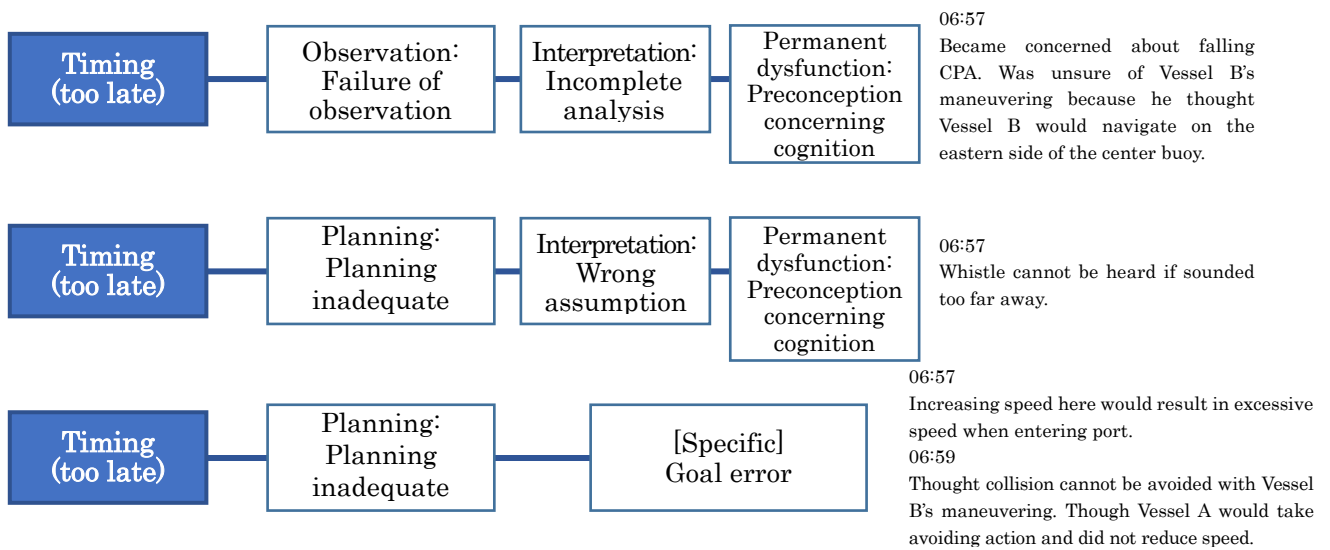 Timing
(too late)
Observation:
Failure of
observation
Interpretation:
Incomplete
analysis
Permanent
dysfunction:
Preconception
concerning
cognition
06:57
Became concerned about falling
CPA. Was unsure of Vessel B's
maneuvering because he thought
Vessel B would navigate on the
eastern side of the center buoy.
Timing
(too late)
Planning:
Planning
inadequate
Interpretation:
Wrong
assumption
Permanent
dysfunction:
Preconception
concerning
cognition
06:57
Whistle cannot be heard if sounded
too far away.
Timing
(too late)
Planning:
Planning
inadequate
[Specific]
Goal error
06:57
Increasing speed here would result in excessive
speed when entering port.
06:59
Thought collision cannot be avoided with Vessel
B's maneuvering. Though Vessel A would take
avoiding action and did not reduce speed.